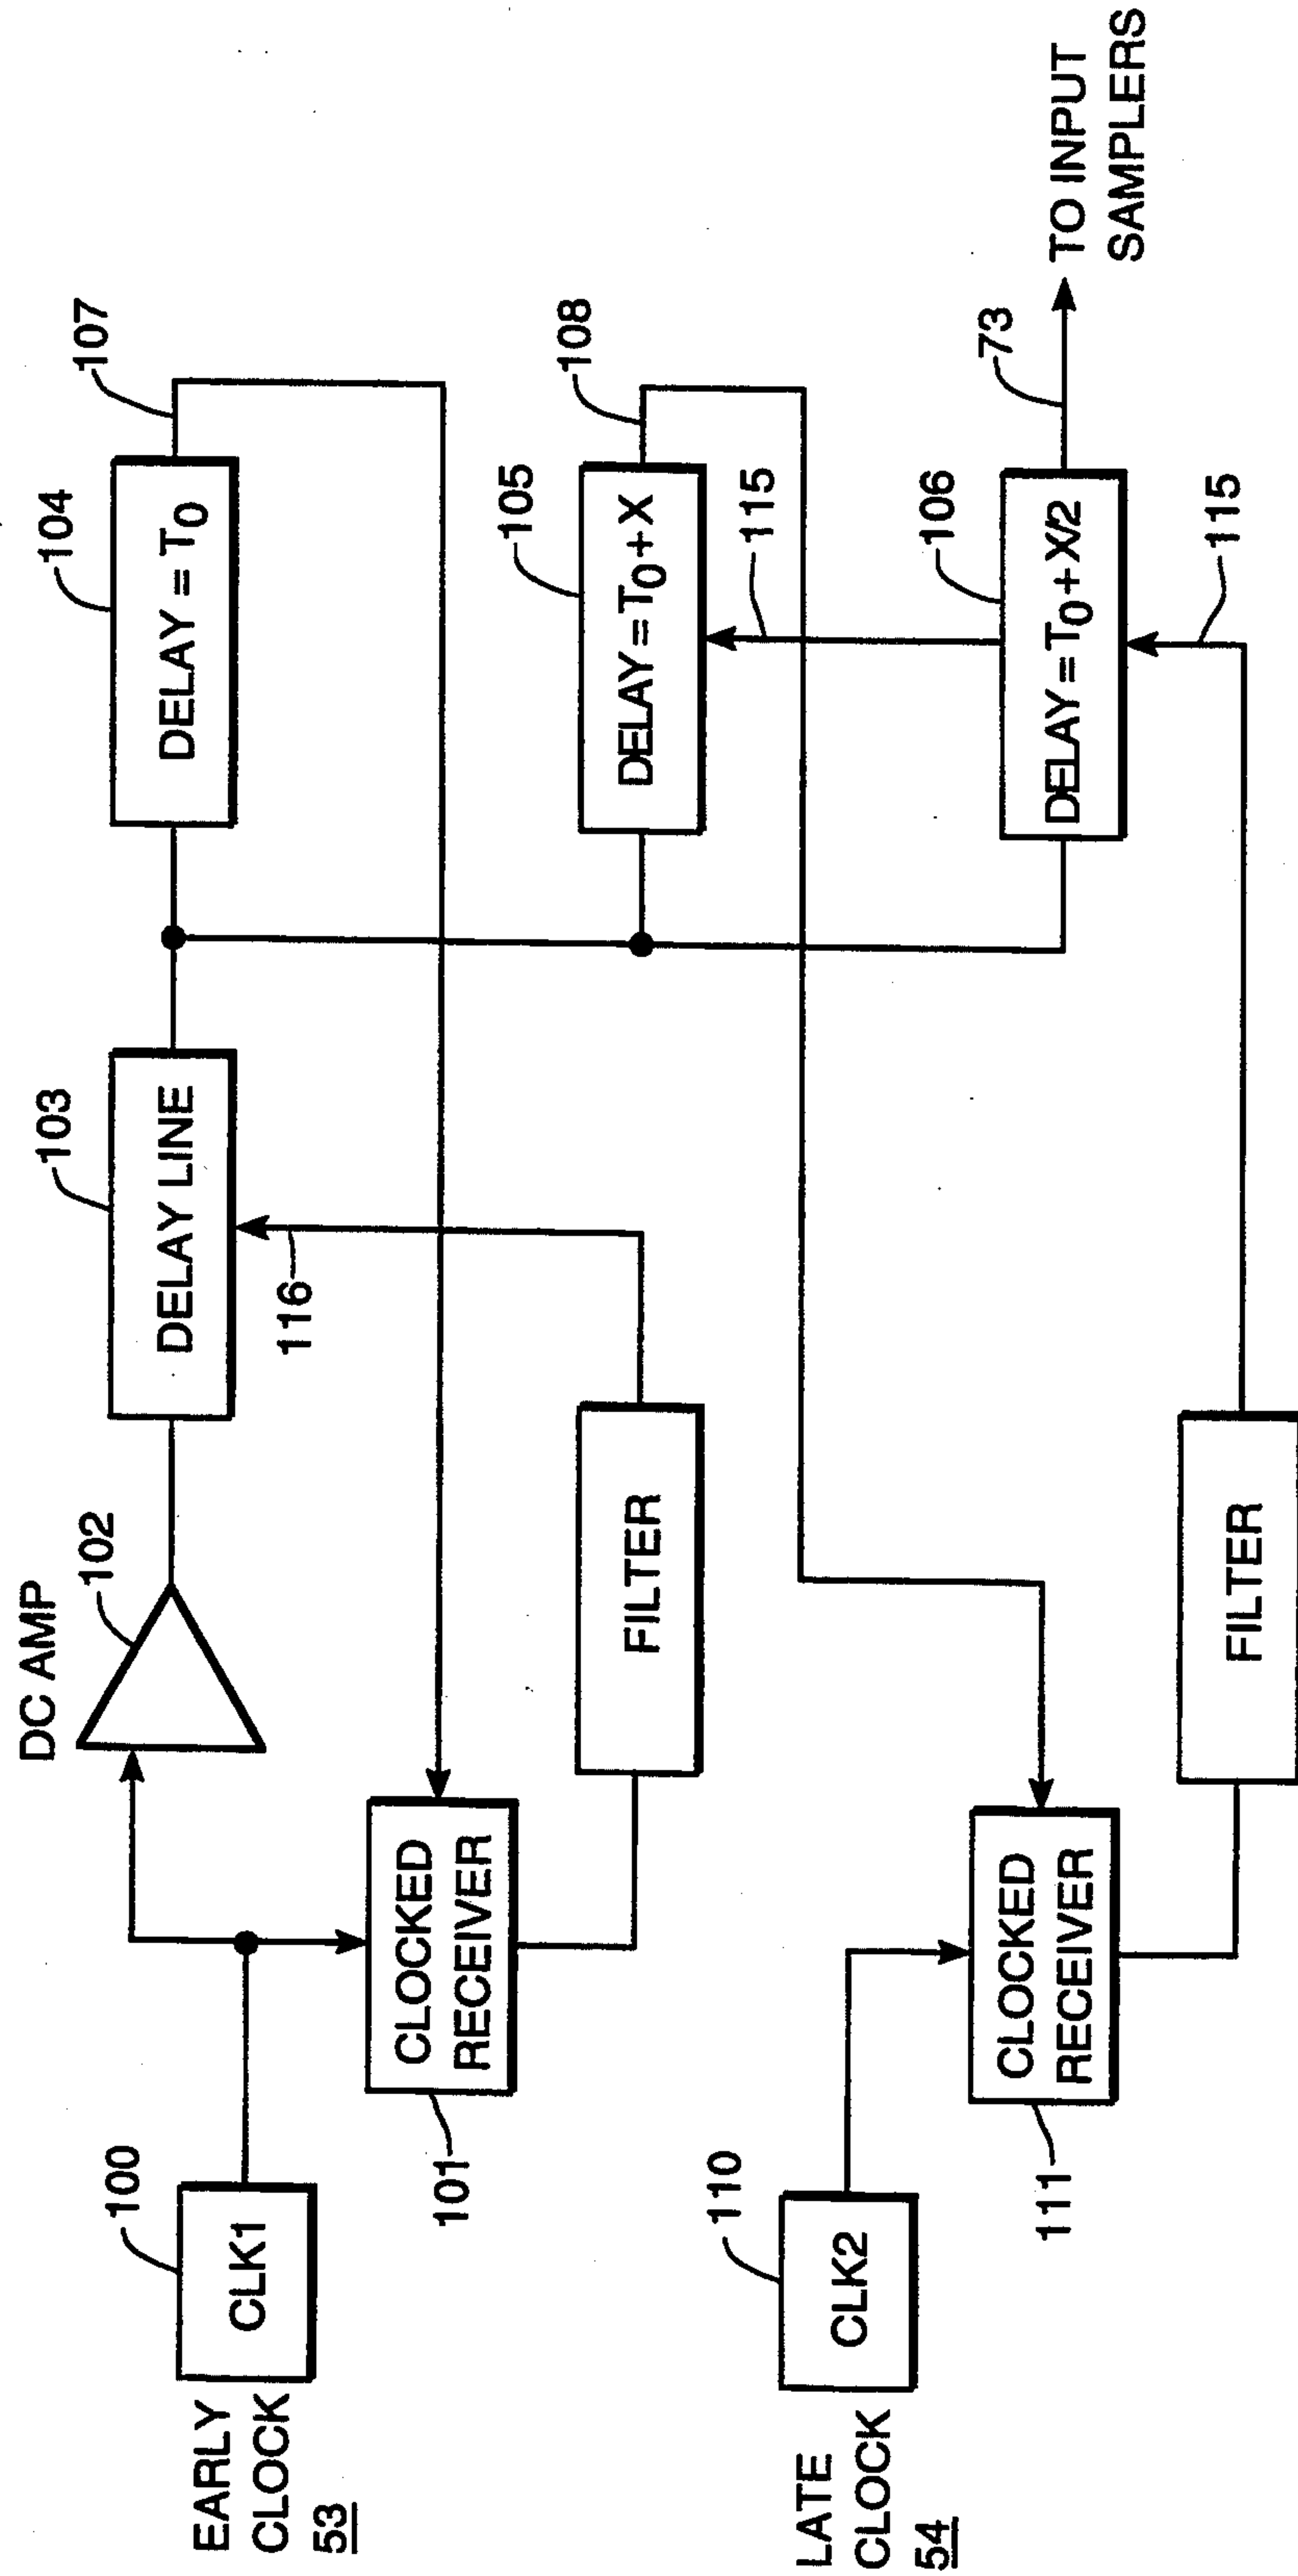 DC AMP
102
103
DELAY LINE
104
DELAY = T0
107
EARLY
CLOCK
53
100
CLK1
101
CLOCKED
RECEIVER
FILTER
116
105
DELAY = T0 + X
108
115
LATE
CLOCK
54
110
CLK2
111
CLOCKED
RECEIVER
FILTER
106
DELAY = T0 + X/2
115
73
TO INPUT
SAMPLERS